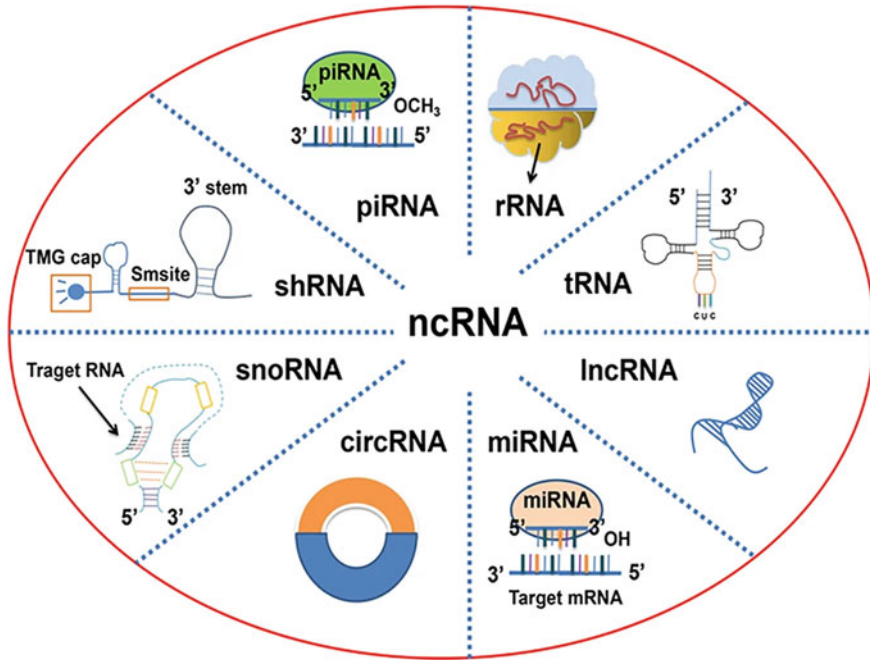 piRNA
5’ 3’
OCH₃
3’ 5’
piRNA
rRNA
5’ 3’
C U C
tRNA
3’ stem
TMG cap
Smsite
shRNA
ncRNA
Traget RNA
snoRNA
5’ 3’
circRNA
miRNA
miRNA
5’ 3’
OH
3’ 5’
Target mRNA
lncRNA